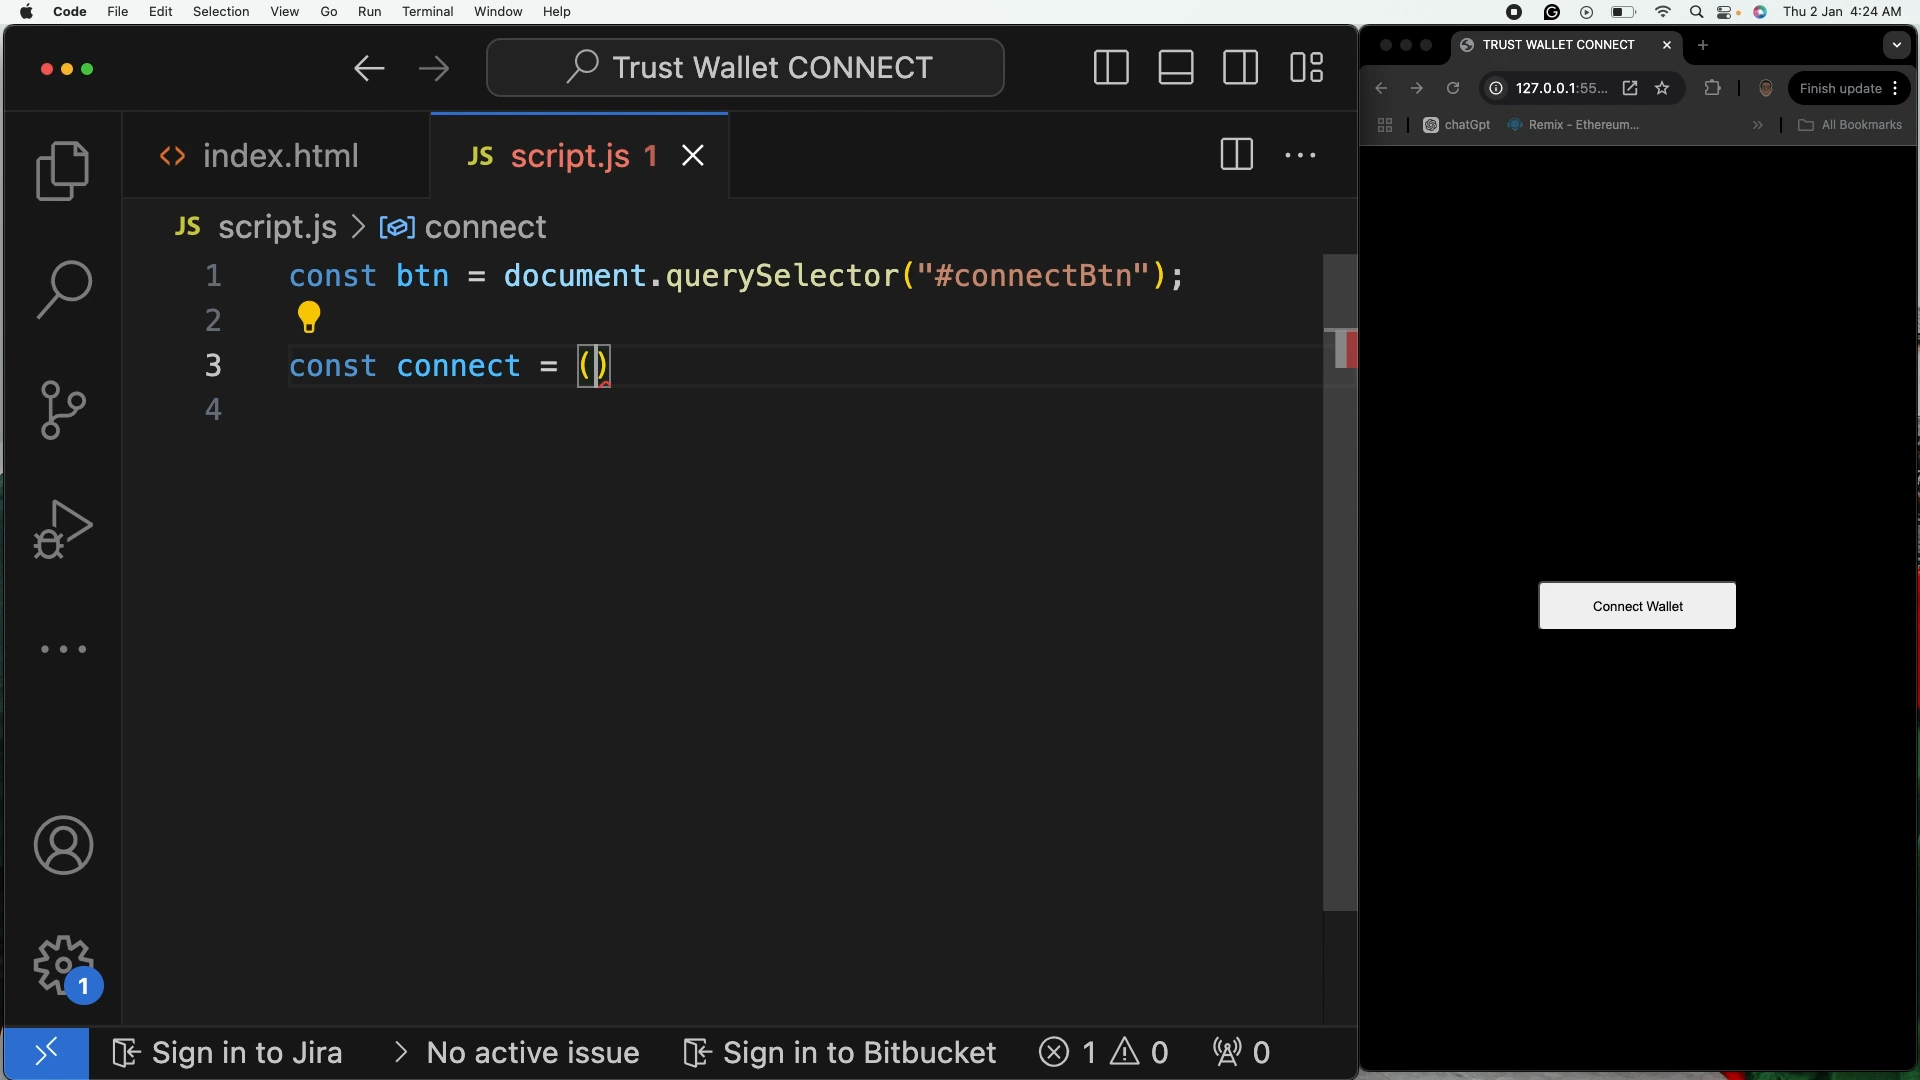 Code File Edit Selection View Go Run Terminal Window Help
Thu 2 Jan 4:24 AM
Trust Wallet CONNECT
index.html
JS script.js 1
JS script.js > connect
1 const btn = document.querySelector("#connectBtn");
2
3 const connect = ()
4
1
Sign in to Jira
No active issue
Sign in to Bitbucket
1 0
0
TRUST WALLET CONNECT
127.0.0.1:55...
Finish update
chatGpt
Remix - Ethereum...
All Bookmarks
Connect Wallet